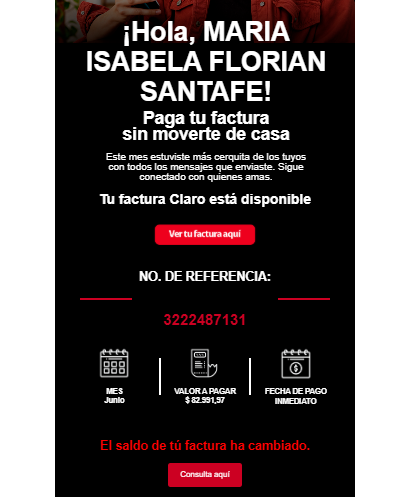 ¡Hola, MARIA
ISABELA FLORIAN
SANTAFE!
Paga tu factura
sin moverte de casa
Este mes estuviste más cerquita de los tuyos
con todos los mensajes que enviaste. Sigue
conectado con quienes amas.
Tu factura Claro está disponible
Ver tu factura aquí
NO. DE REFERENCIA:
3222487131
MES
Junio
VALOR A PAGAR
$ 82.991,97
FECHA DE PAGO
INMEDIATO
El saldo de tú factura ha cambiado.
Consulta aquí